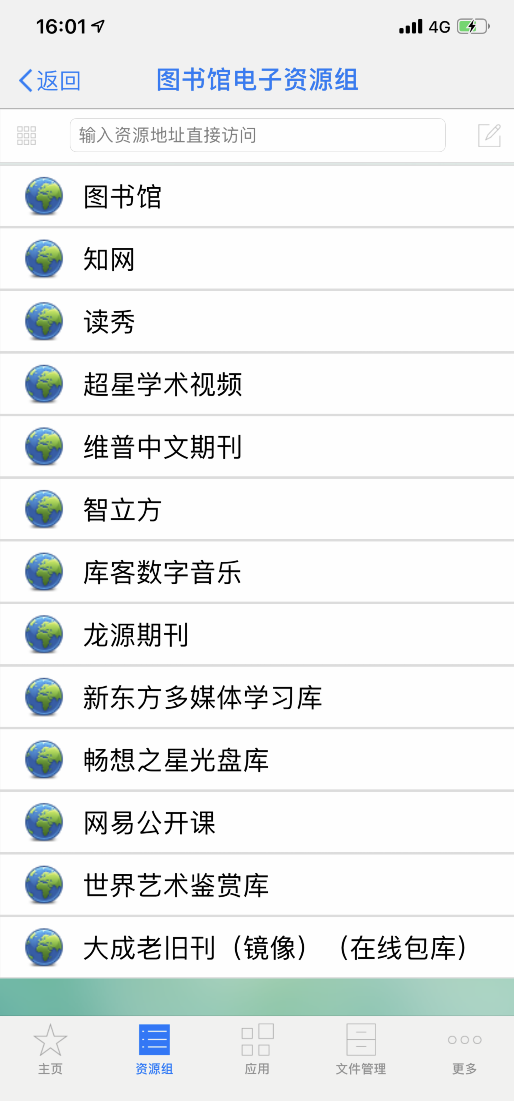 16:01 4G
返回 图书馆电子资源组
输入资源地址直接访问
图书馆
知网
读秀
超星学术视频
维普中文期刊
智立方
库客数字音乐
龙源期刊
新东方多媒体学习库
畅想之星光盘库
网易公开课
世界艺术鉴赏库
大成老旧刊（镜像）（在线包库）
主页 资源组 应用 文件管理 更多